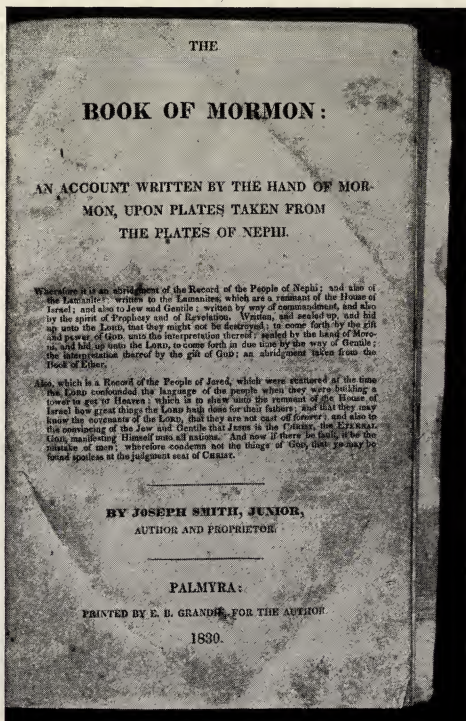 THE
BOOK OF MORMON:
AN ACCOUNT WRITTEN BY THE HAND OF MOR-
MON, UPON PLATES TAKEN FROM
THE PLATES OF NEPHI.
Wherefore it is an abridgment of the Record of the People of Nephi; and also of
the Lamanites; written to the Lamanites, which are a remnant of the House of
Israel; and also to Jew and Gentile; written by way of commandment, and also
by the spirit of Prophesy and of Revelation. Written, and sealed up, and hid
up unto the LORD, that they might not be destroyed; to come forth by the gift
and power of GOD, unto the interpretation thereof; sealed by the hand of Moro-
ni, and hid up unto the LORD, to come forth in due time by the way of Gentile;
the interpretation thereof by the gift of GOD; an abridgment taken from the
Book of Ether.
Also, which is a Record of the People of Jared, which were scattered at the time
the LORD confounded the language of the people when they were building a
tower to get to Heaven; which is to shew unto the remnant of the House of
Israel how great things the LORD hath done for their fathers; and that they may
know the covenants of the LORD, that they are not cast off forever; and also to
the convincing of the Jew and Gentile that JESUS is the CHRIST, the ETERNAL
GOD, manifesting Himself unto all nations. And now if there be fault, it be the
mistake of men; wherefore condemn not the things of GOD, that ye may be
found spotless at the judgment seat of CHRIST.
BY JOSEPH SMITH, JUNIOR,
AUTHOR AND PROPRIETOR.
PALMYRA:
PRINTED BY E. B. GRANDIN, FOR THE AUTHOR.
1830.